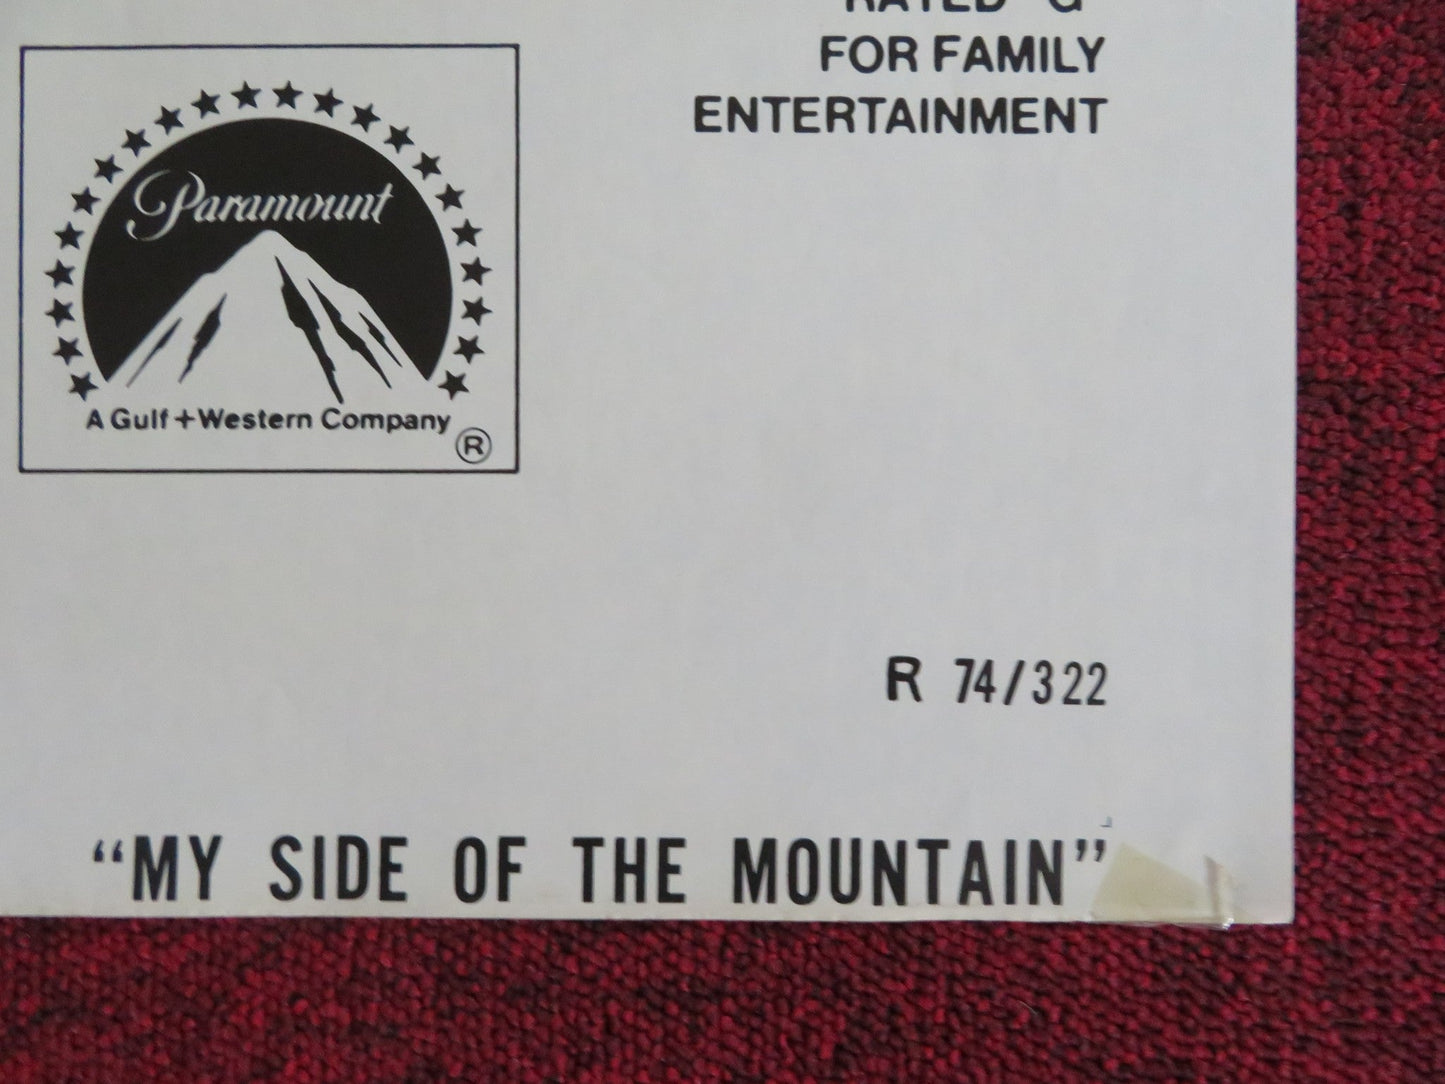 RATED "G"
FOR FAMILY
ENTERTAINMENT
Paramount
A Gulf+Western Company
®
R 74/322
“MY SIDE OF THE MOUNTAIN”